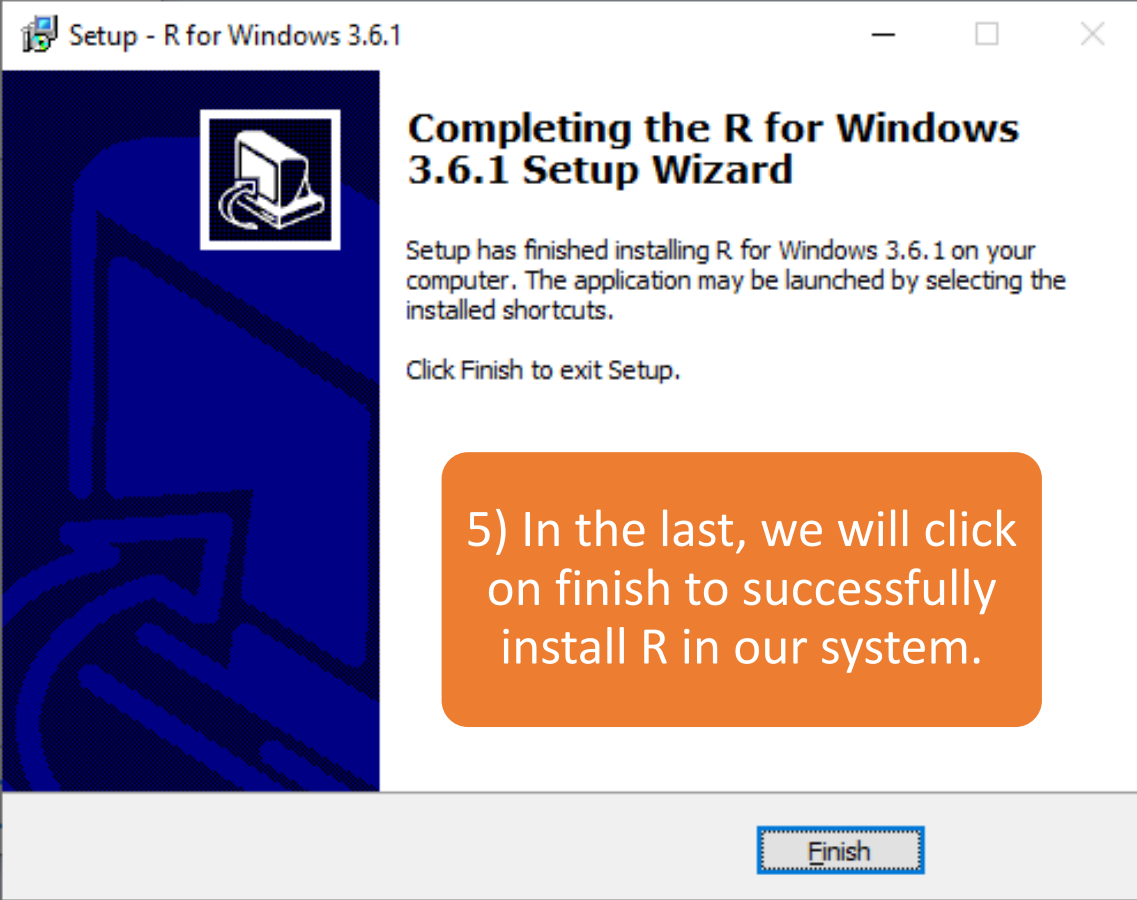 Setup - R for Windows 3.6.1
Completing the R for Windows
3.6.1 Setup Wizard
Setup has finished installing R for Windows 3.6.1 on your
computer. The application may be launched by selecting the
installed shortcuts.
Click Finish to exit Setup.
5) In the last, we will click
on finish to successfully
install R in our system.
Finish